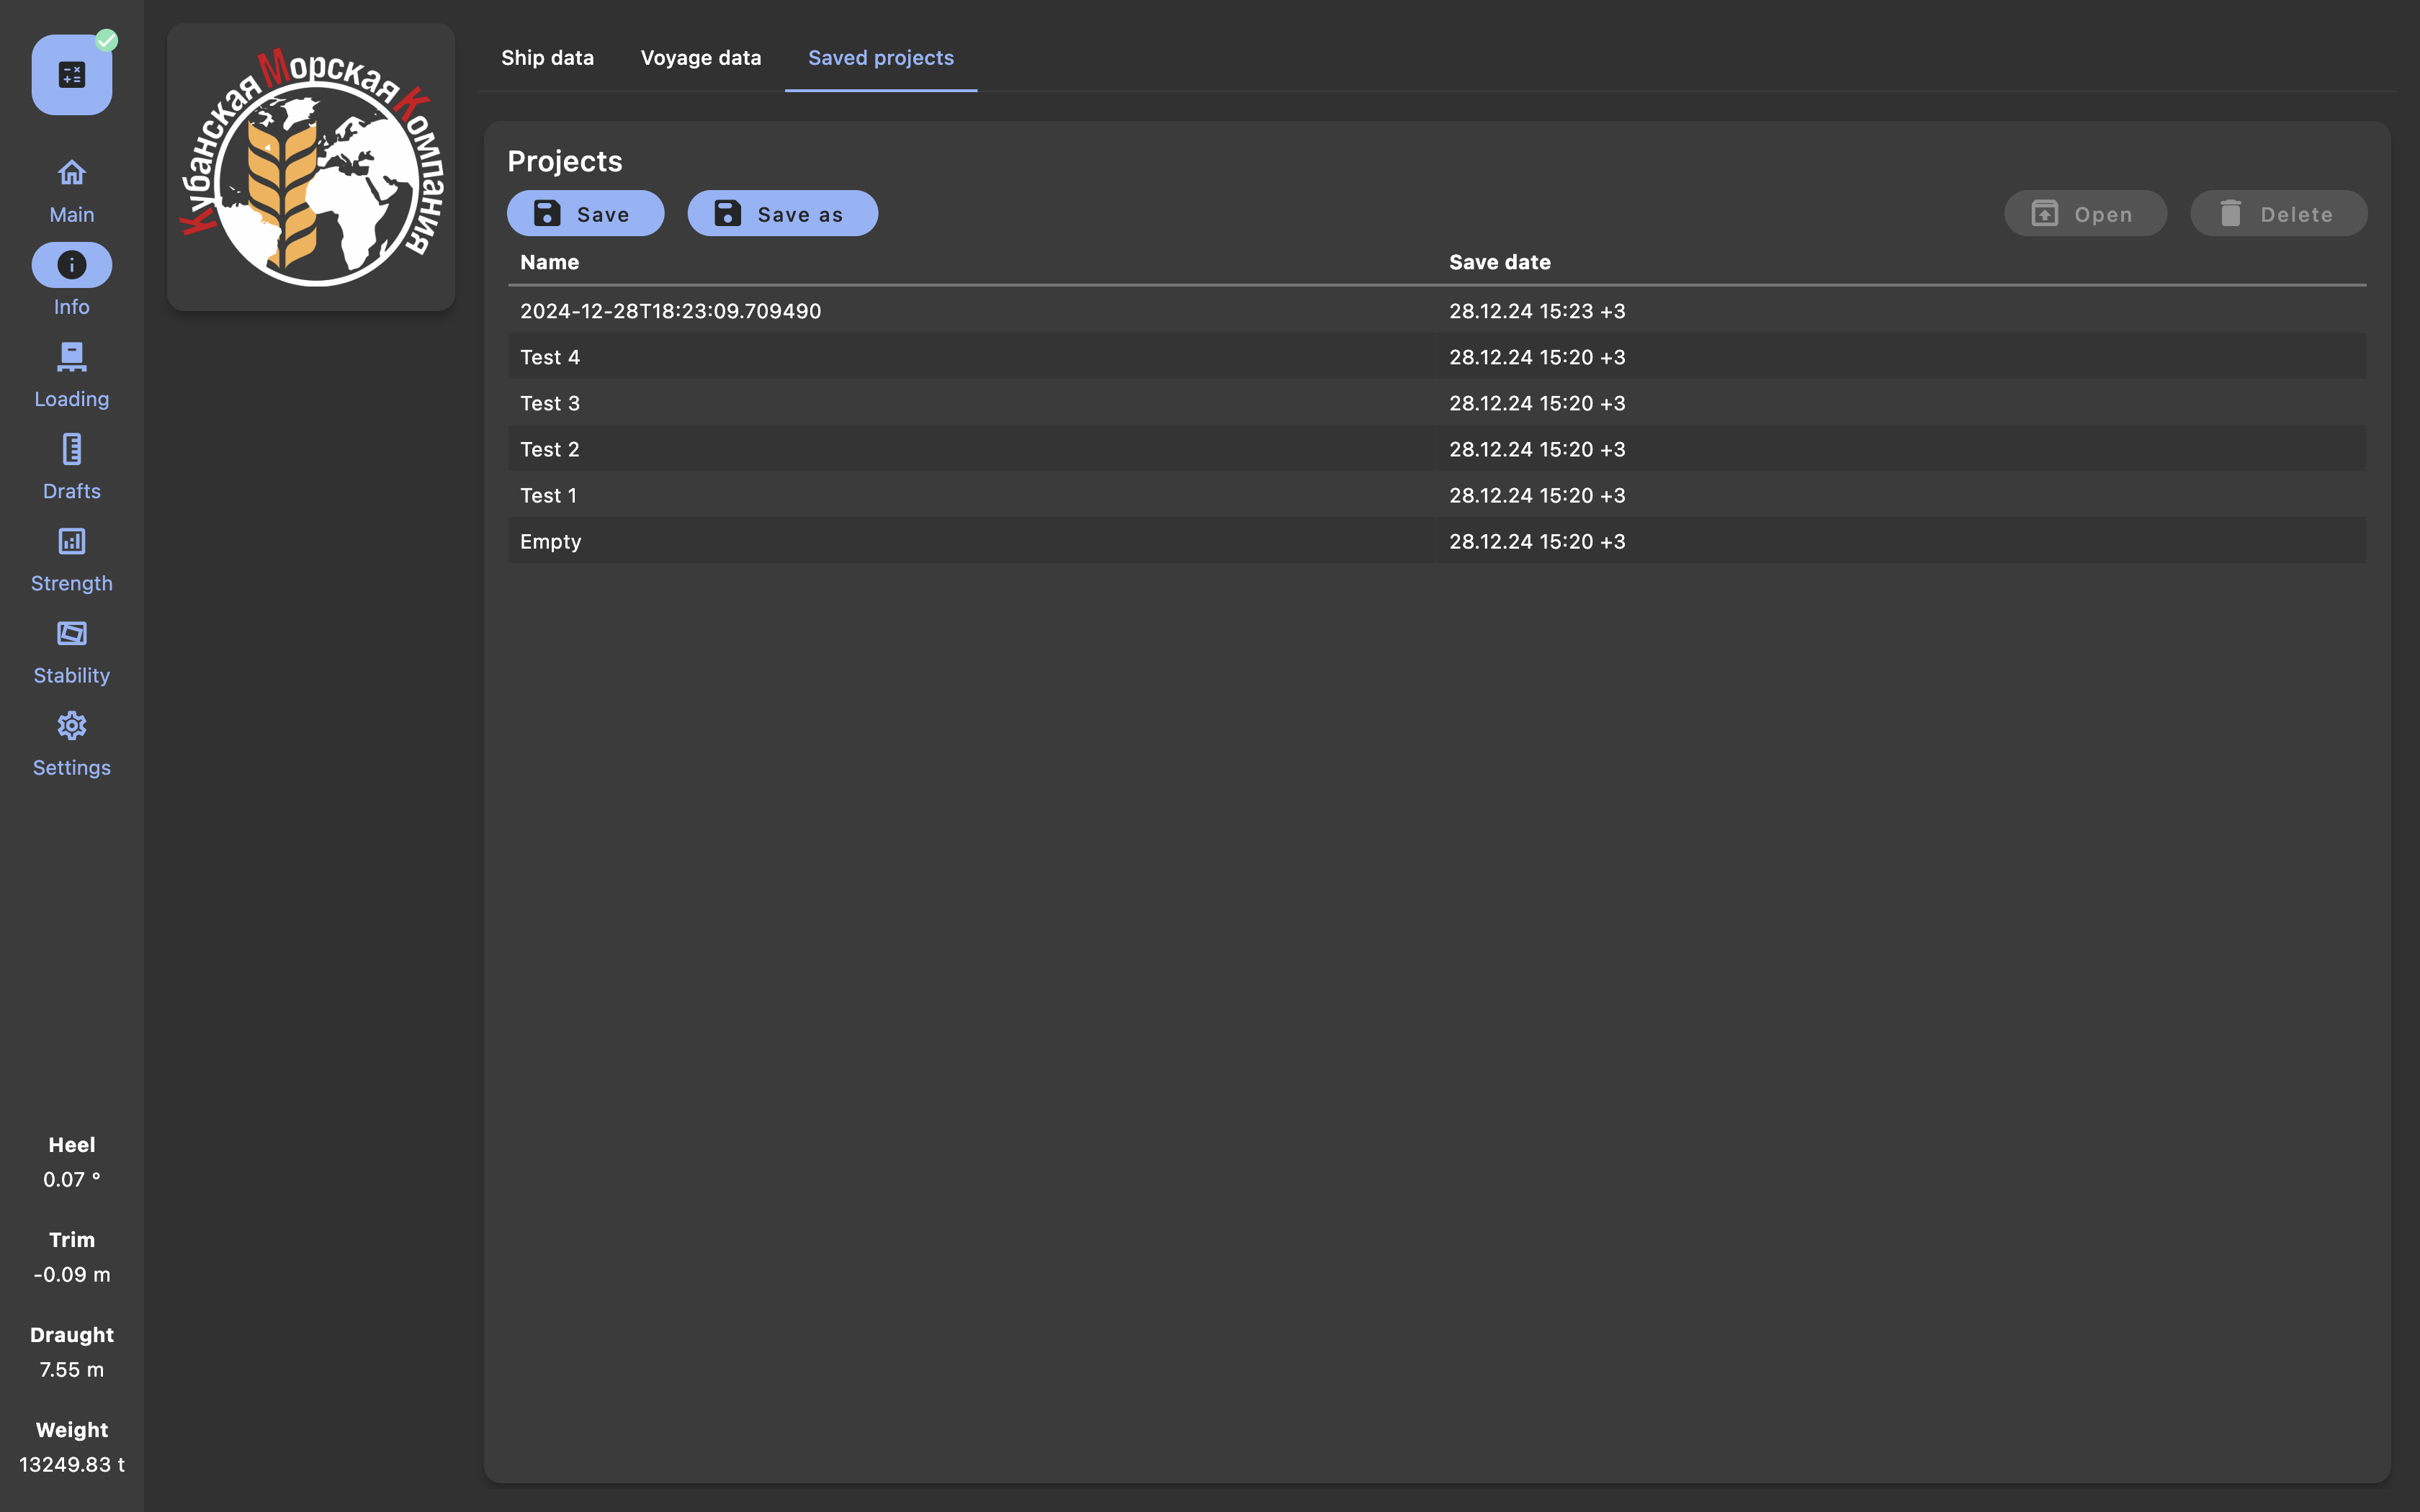 Main
Info
Loading
Drafts
Strength
Stability
Settings
Heel
0.07 °
Trim
-0.09 m
Draught
7.55 m
Weight
13249.83 t
Кубанская Морская Компания
Ship data
Voyage data
Saved projects
Projects
Save
Save as
Open
Delete
Name Save date
2024-12-28T18:23:09.709490 28.12.24 15:23 +3
Test 4 28.12.24 15:20 +3
Test 3 28.12.24 15:20 +3
Test 2 28.12.24 15:20 +3
Test 1 28.12.24 15:20 +3
Empty 28.12.24 15:20 +3